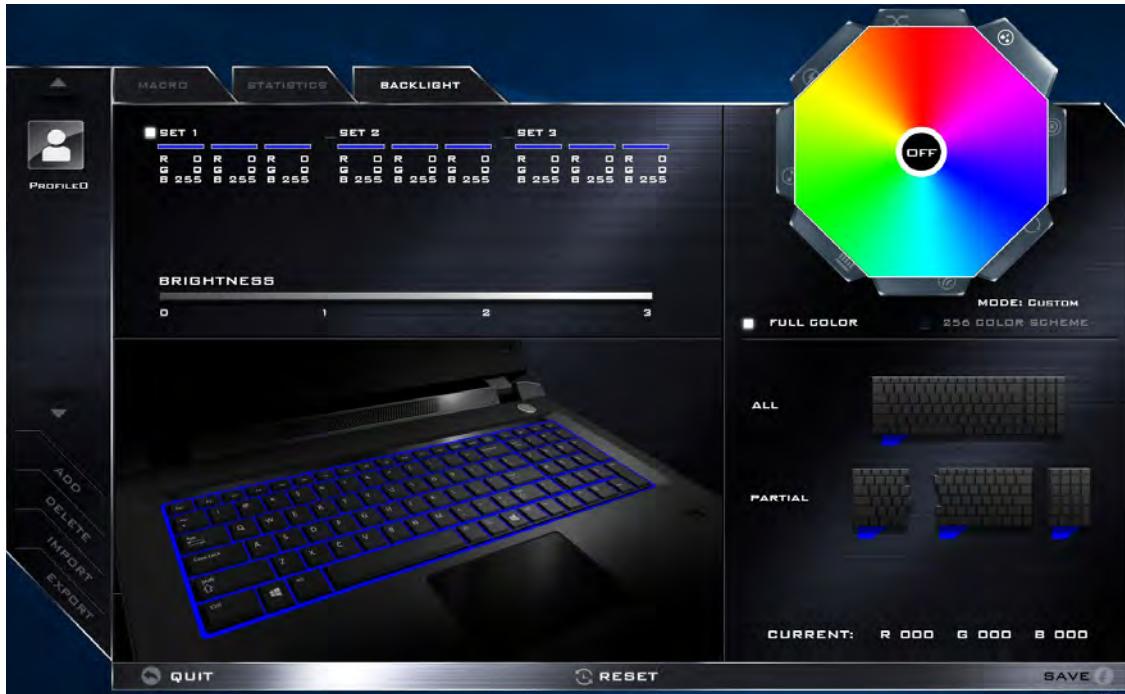 MACRO
STATISTICS
BACKLIGHT
PROFILE0
SET 1
SET 2
SET 3
R 0 R 0 R 0 R 0 R 0 R 0 R 0 R 0 R 0
G 0 G 0 G 0 G 0 G 0 G 0 G 0 G 0 G 0
B 255 B 255 B 255 B 255 B 255 B 255 B 255 B 255 B 255
OFF
BRIGHTNESS
0 1 2 3
MODE: CUSTOM
FULL COLOR
256 COLOR SCHEME
ALL
PARTIAL
CURRENT: R 000 G 000 B 000
ADD
DELETE
IMPORT
EXPORT
QUIT
RESET
SAVE